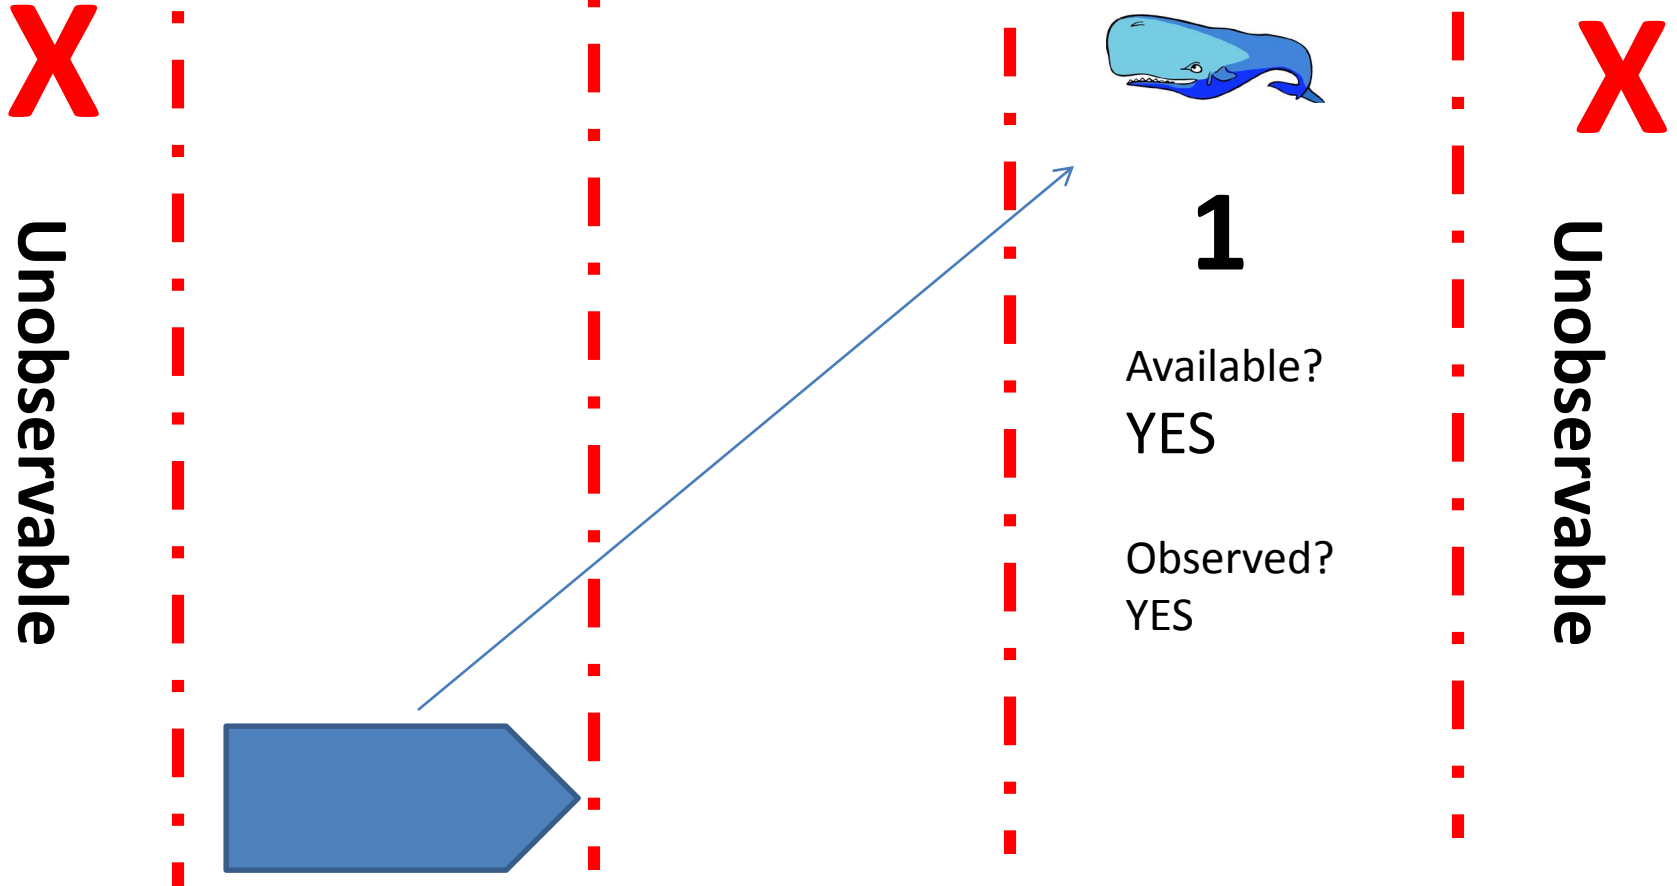 X
X
Unobservable
1
Available?
YES
Observed?
YES
Unobservable